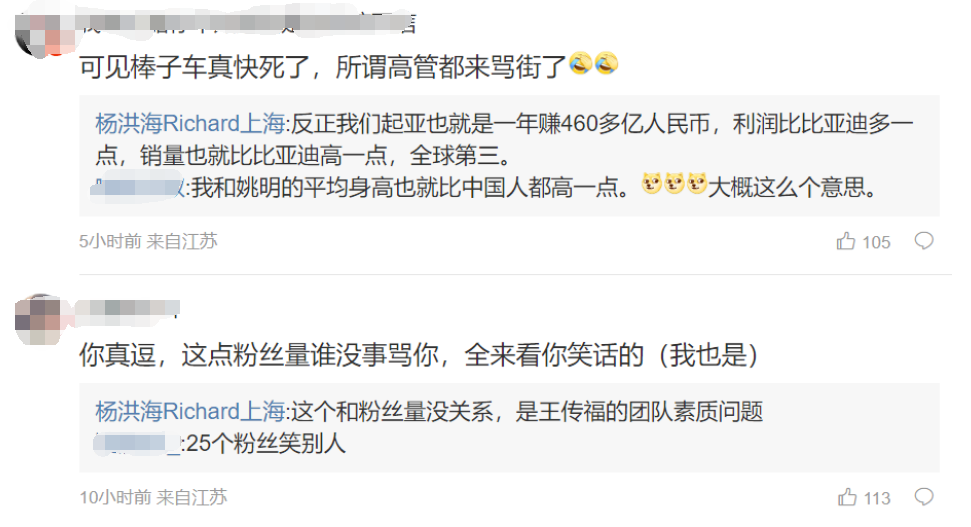 可见棒子车真快死了，所谓高管都来骂街了
杨洪海Richard上海:反正我们起亚也就是一年赚460多亿人民币，利润比比亚迪多一
点，销量也就比比亚迪高一点，全球第三。
:我和姚明的平均身高也就比中国人都高一点。大概这么个意思。
5小时前 来自江苏
105
你真逗，这点粉丝量谁没事骂你，全来看你笑话的（我也是）
杨洪海Richard上海:这个和粉丝量没关系，是王传福的团队素质问题
_:25个粉丝笑别人
10小时前 来自江苏
113